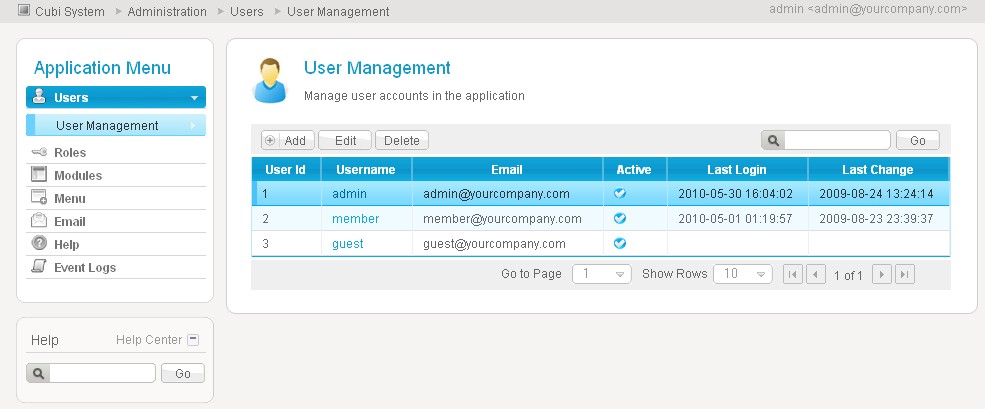 Cubi System Administration Users User Management
admin <admin@yourcompany.com>
Application Menu
Users
User Management
Roles
Modules
Menu
Email
Help
Event Logs
Help
Help Center
Go
User Management
Manage user accounts in the application
Add Edit Delete Go
User Id Username Email Active Last Login Last Change
1 admin admin@yourcompany.com 2010-05-30 16:04:02 2009-08-24 13:24:14
2 member member@yourcompany.com 2010-05-01 01:19:57 2009-08-23 23:39:37
3 guest guest@yourcompany.com
Go to Page 1 Show Rows 10 1 of 1